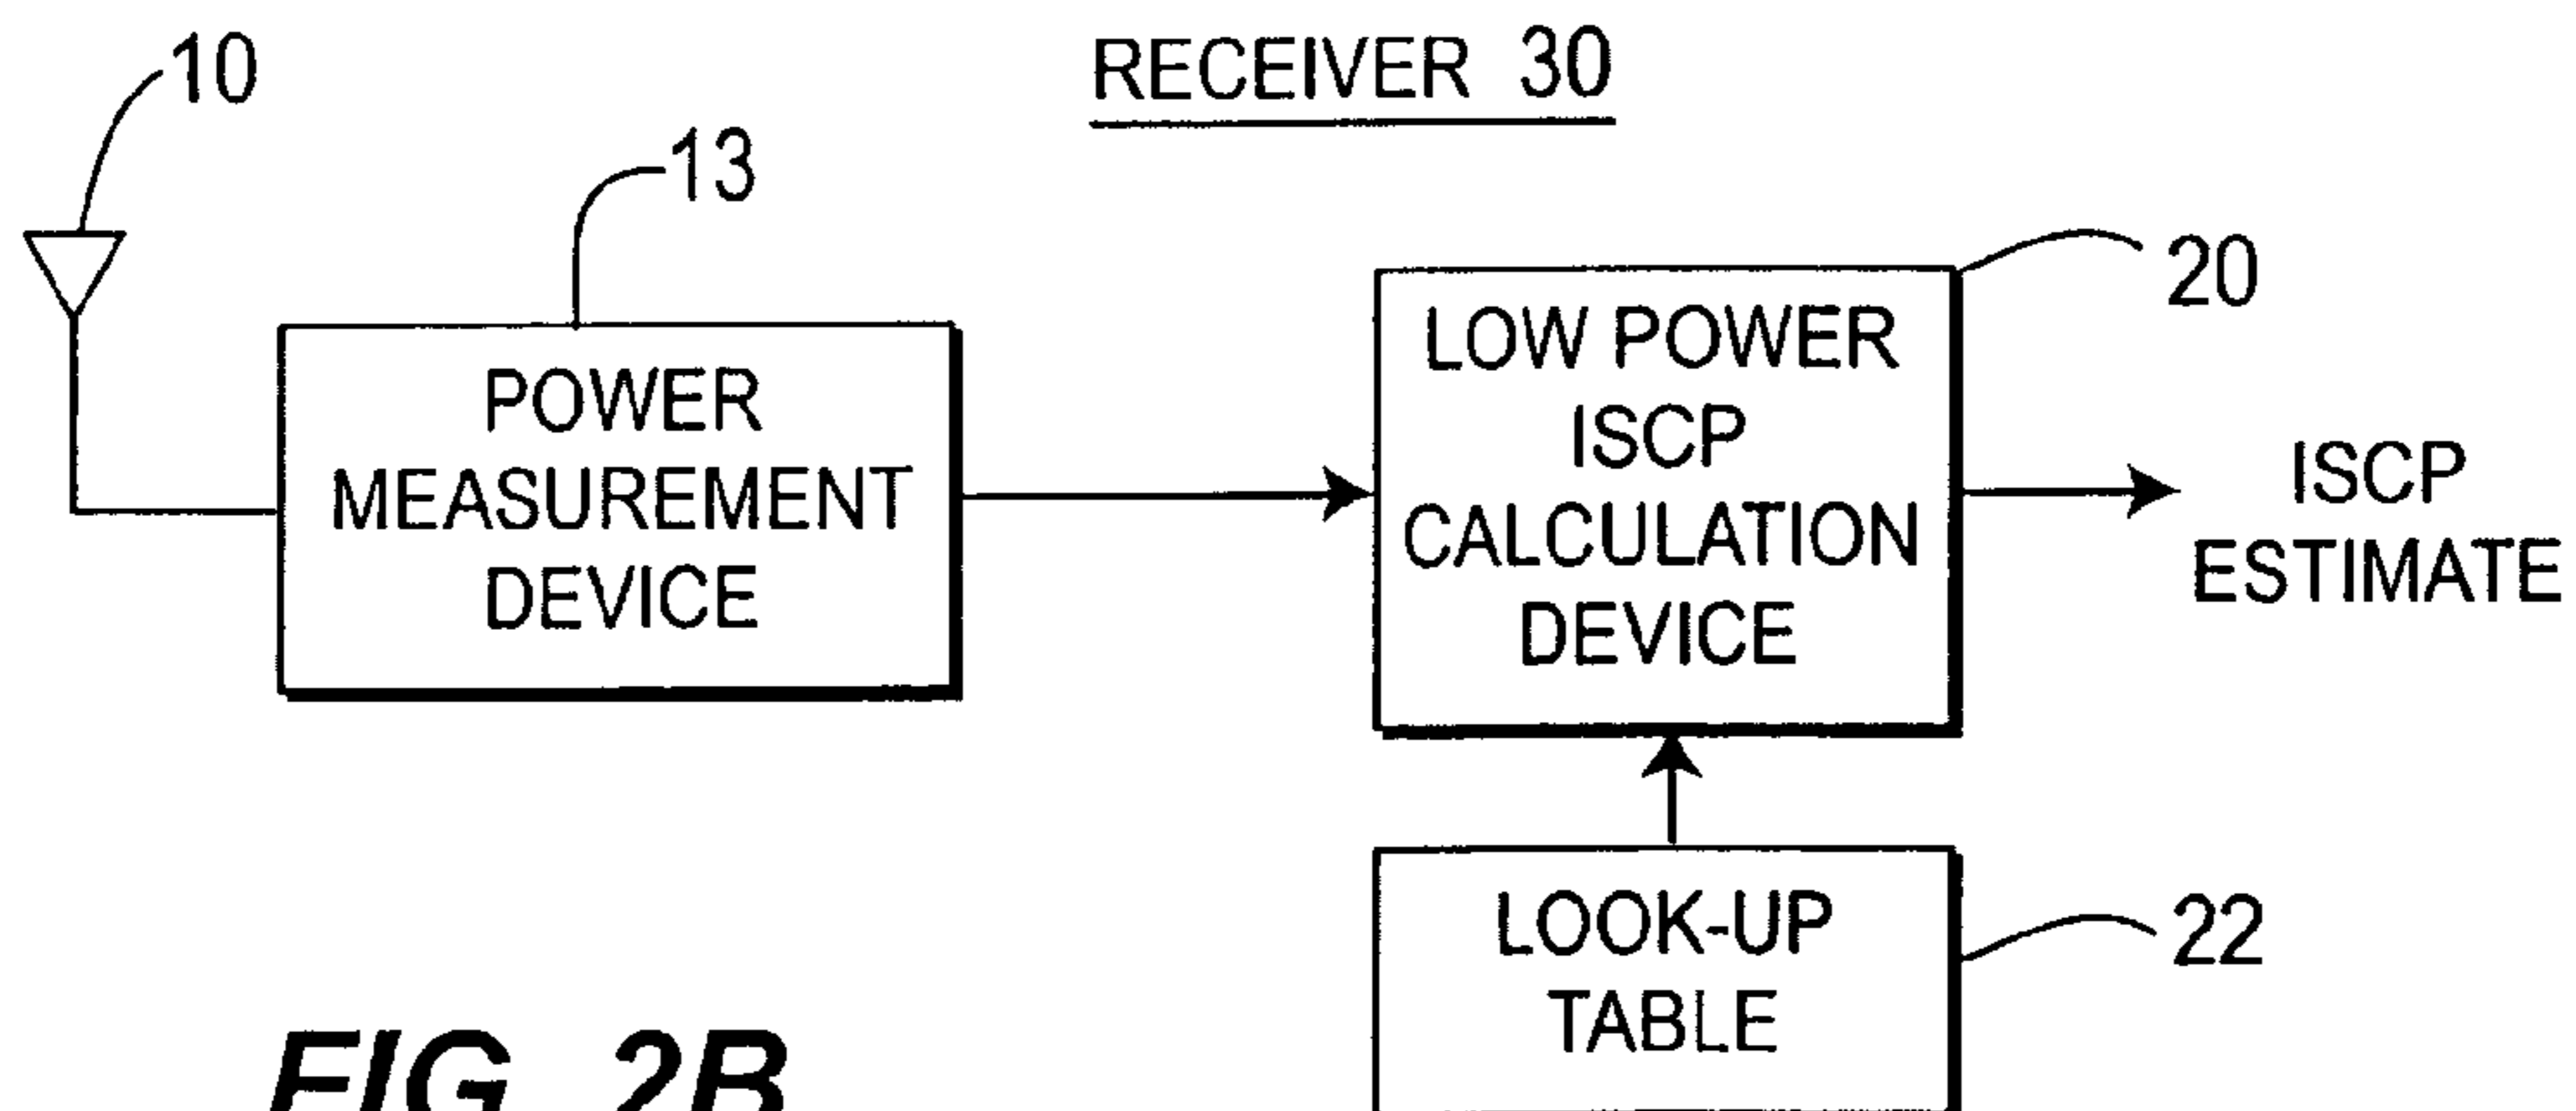 10
RECEIVER 30
13
20
POWER
MEASUREMENT
DEVICE
LOW POWER
ISCP
CALCULATION
DEVICE
ISCP
ESTIMATE
LOOK-UP
TABLE
22
FIG. 2B